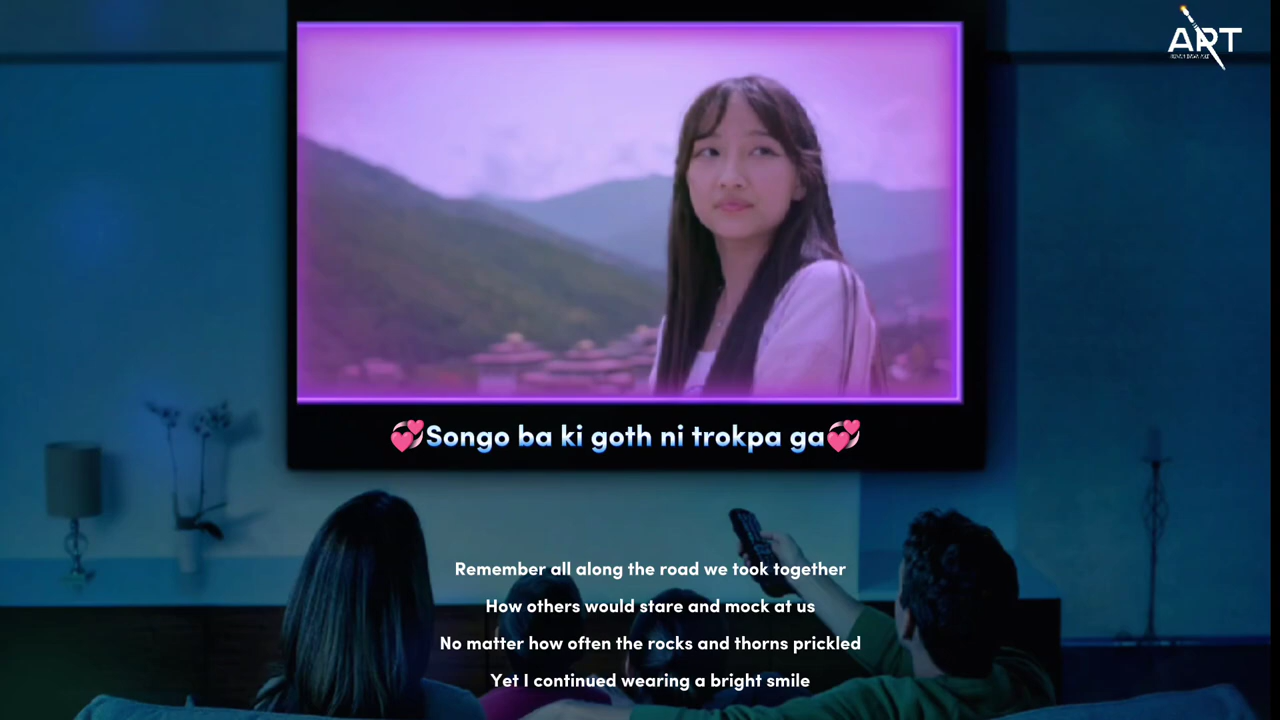 ART
💞Songo ba ki goth ni trokpa ga💞
Remember all along the road we took together
How others would stare and mock at us
No matter how often the rocks and thorns prickled
Yet I continued wearing a bright smile